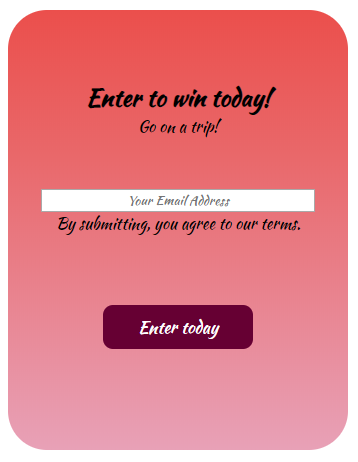 Enter to win today!
Go on a trip!
Your Email Address
By submitting, you agree to our terms.
Enter today